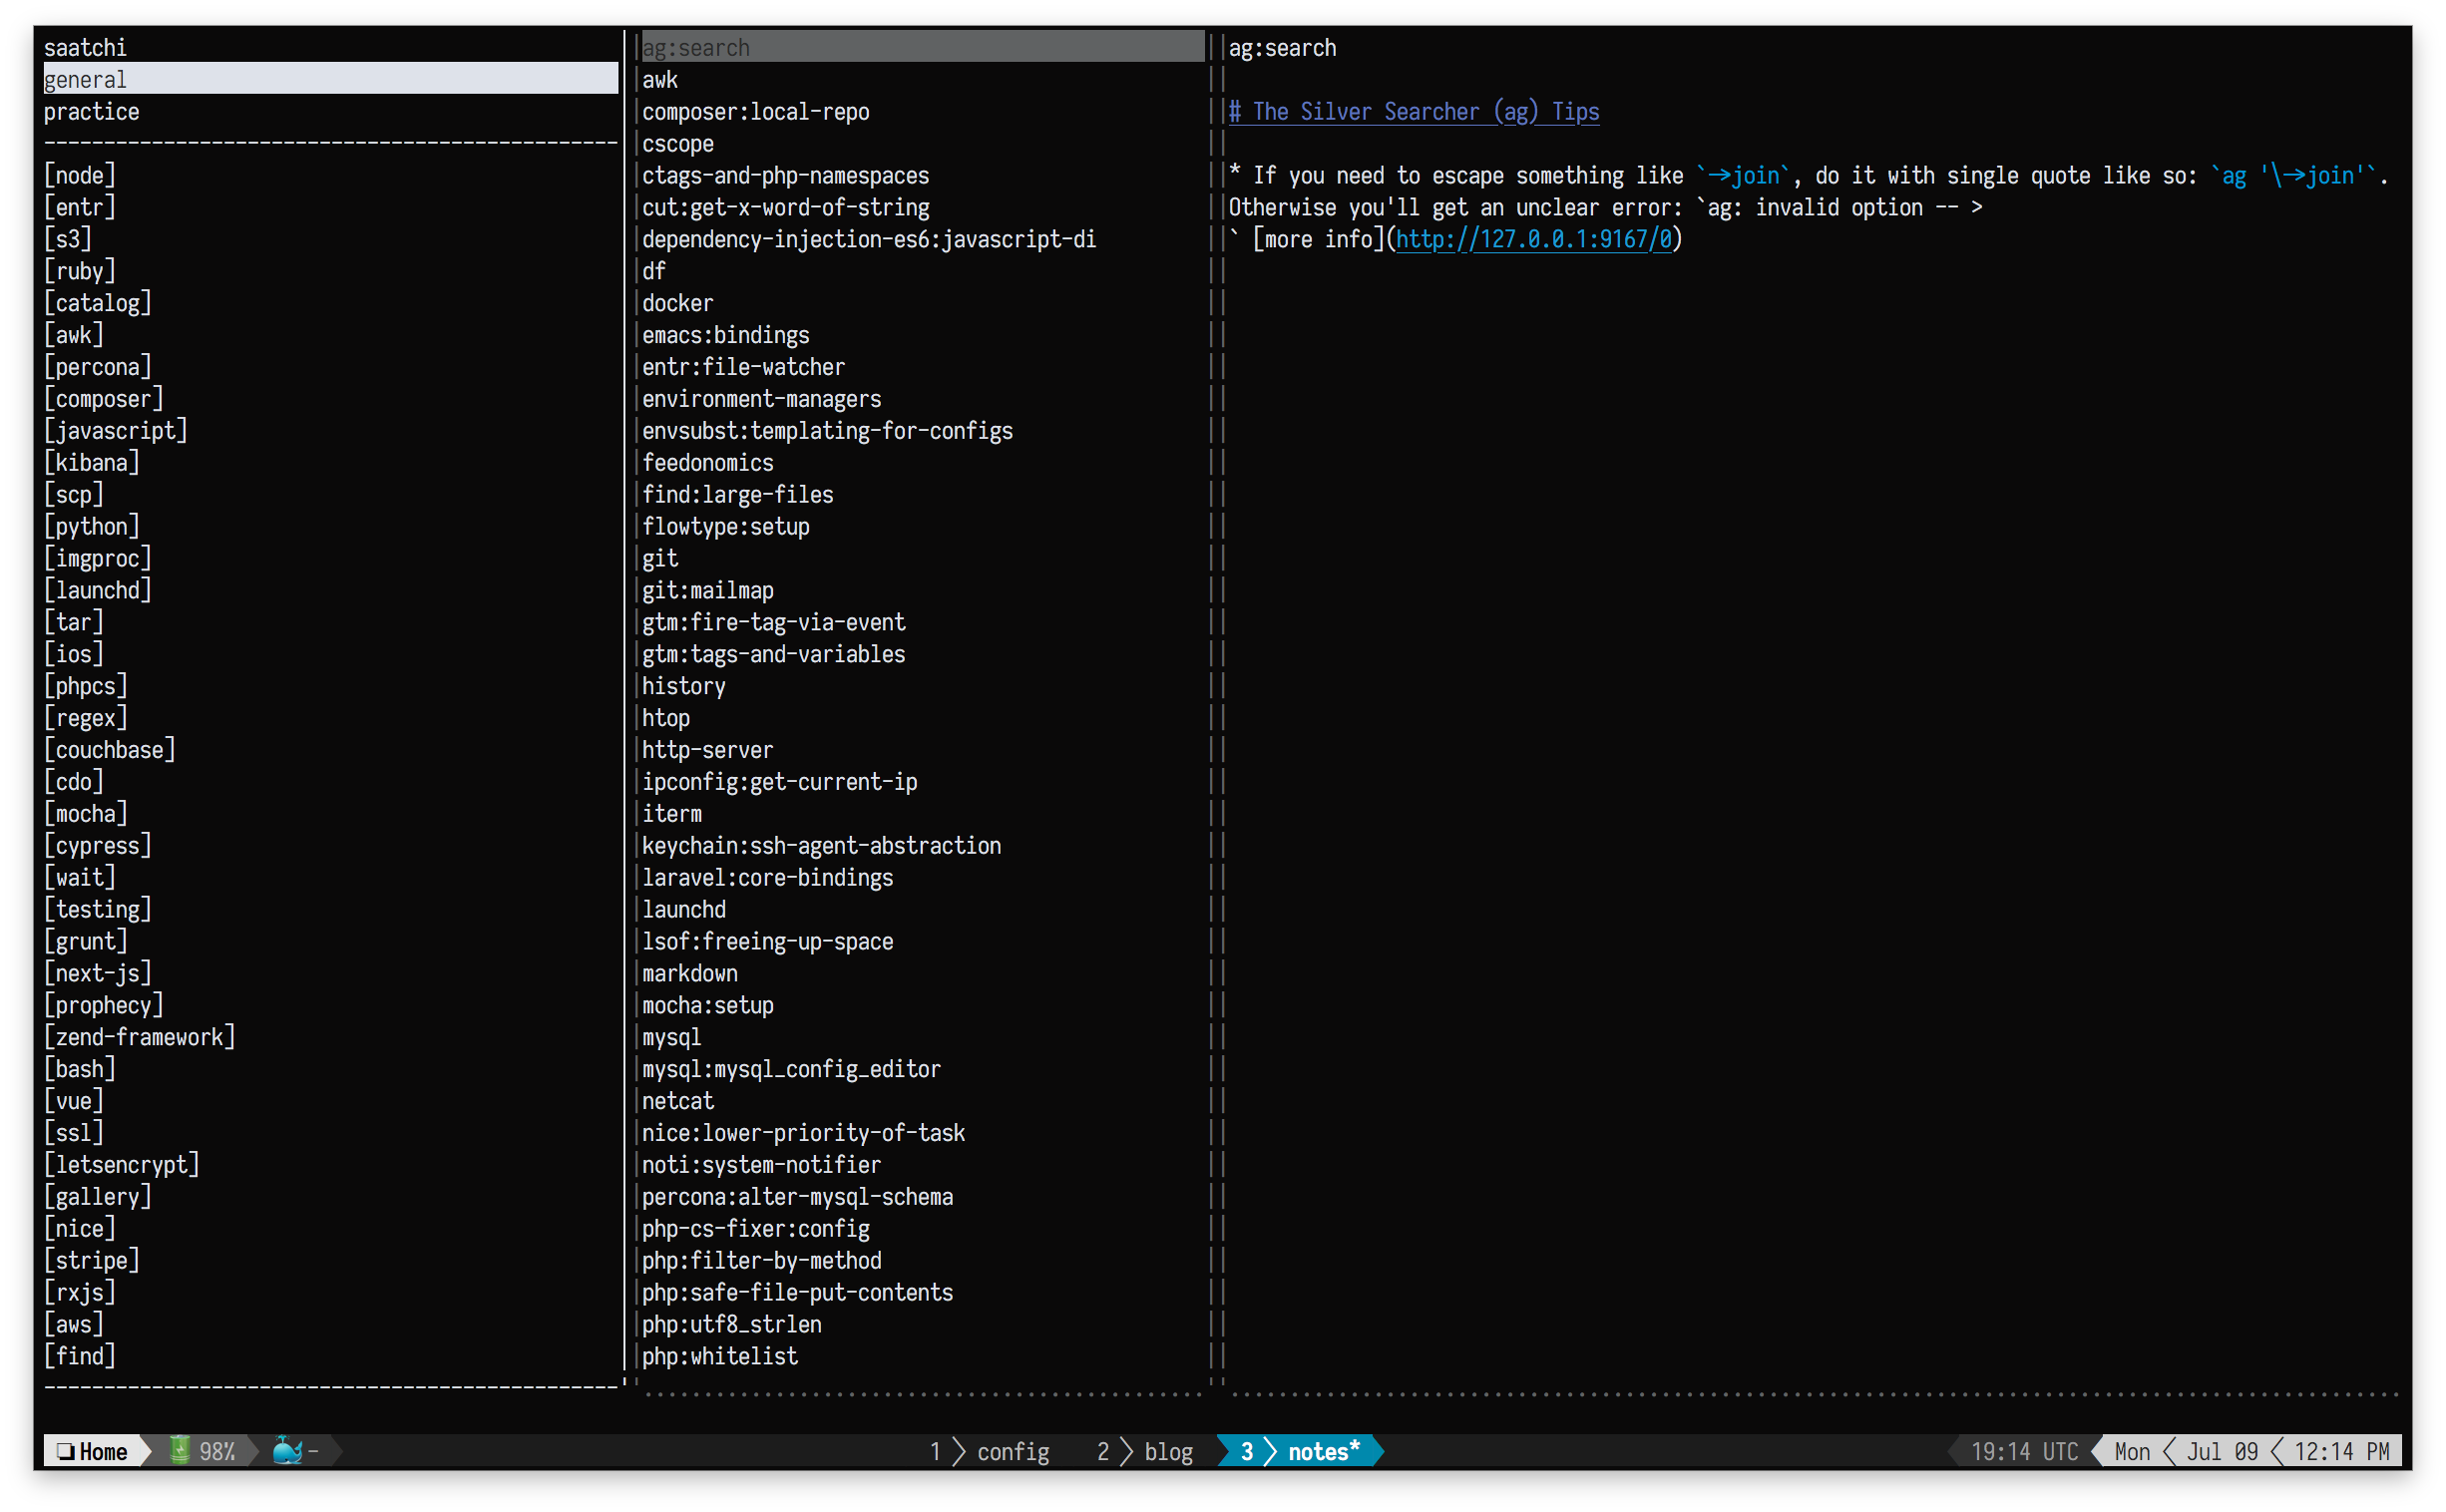 saatchi
general
practice
[node]
[entr]
[s3]
[ruby]
[catalog]
[awk]
[percona]
[composer]
[javascript]
[kibana]
[scp]
[python]
[imgproc]
[launchd]
[tar]
[ios]
[phpcs]
[regex]
[couchbase]
[cdo]
[mocha]
[cypress]
[wait]
[testing]
[grunt]
[next-js]
[prophecy]
[zend-framework]
[bash]
[vue]
[ssl]
[letsencrypt]
[gallery]
[nice]
[stripe]
[rxjs]
[aws]
[find]
ag:search
awk
composer:local-repo
cscope
ctags-and-php-namespaces
cut:get-x-word-of-string
dependency-injection-es6:javascript-di
df
docker
emacs:bindings
entr:file-watcher
environment-managers
envsubst:templating-for-configs
feedonomics
find:large-files
flowtype:setup
git
git:mailmap
gtm:fire-tag-via-event
gtm:tags-and-variables
history
htop
http-server
ipconfig:get-current-ip
iterm
keychain:ssh-agent-abstraction
laravel:core-bindings
launchd
lsof:freeing-up-space
markdown
mocha:setup
mysql
mysql:mysql_config_editor
netcat
nice:lower-priority-of-task
noti:system-notifier
percona:alter-mysql-schema
php-cs-fixer:config
php:filter-by-method
php:safe-file-put-contents
php:utf8_strlen
php:whitelist
ag:search
# The Silver Searcher (ag) Tips
* If you need to escape something like `->join`, do it with single quote like so: `ag '\->join'`.
Otherwise you'll get an unclear error: `ag: invalid option -- >
` [more info](http://127.0.0.1:9167/0)
❏ Home 98% 🐳 - 1 > config 2 > blog 3 > notes* 19:14 UTC Mon < Jul 09 < 12:14 PM